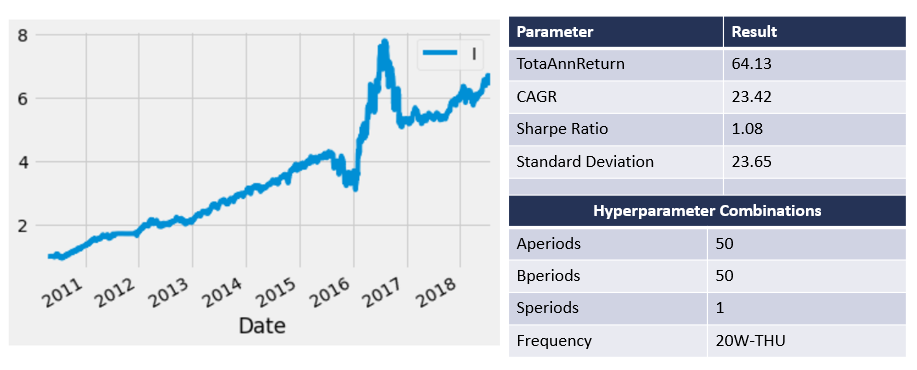 8
6
4
2
I
2011 2012 2013 2014 2015 2016 2017 2018
Date
Parameter Result
TotaAnnReturn 64.13
CAGR 23.42
Sharpe Ratio 1.08
Standard Deviation 23.65
Hyperparameter Combinations
Aperiods 50
Bperiods 50
Speriods 1
Frequency 20W-THU